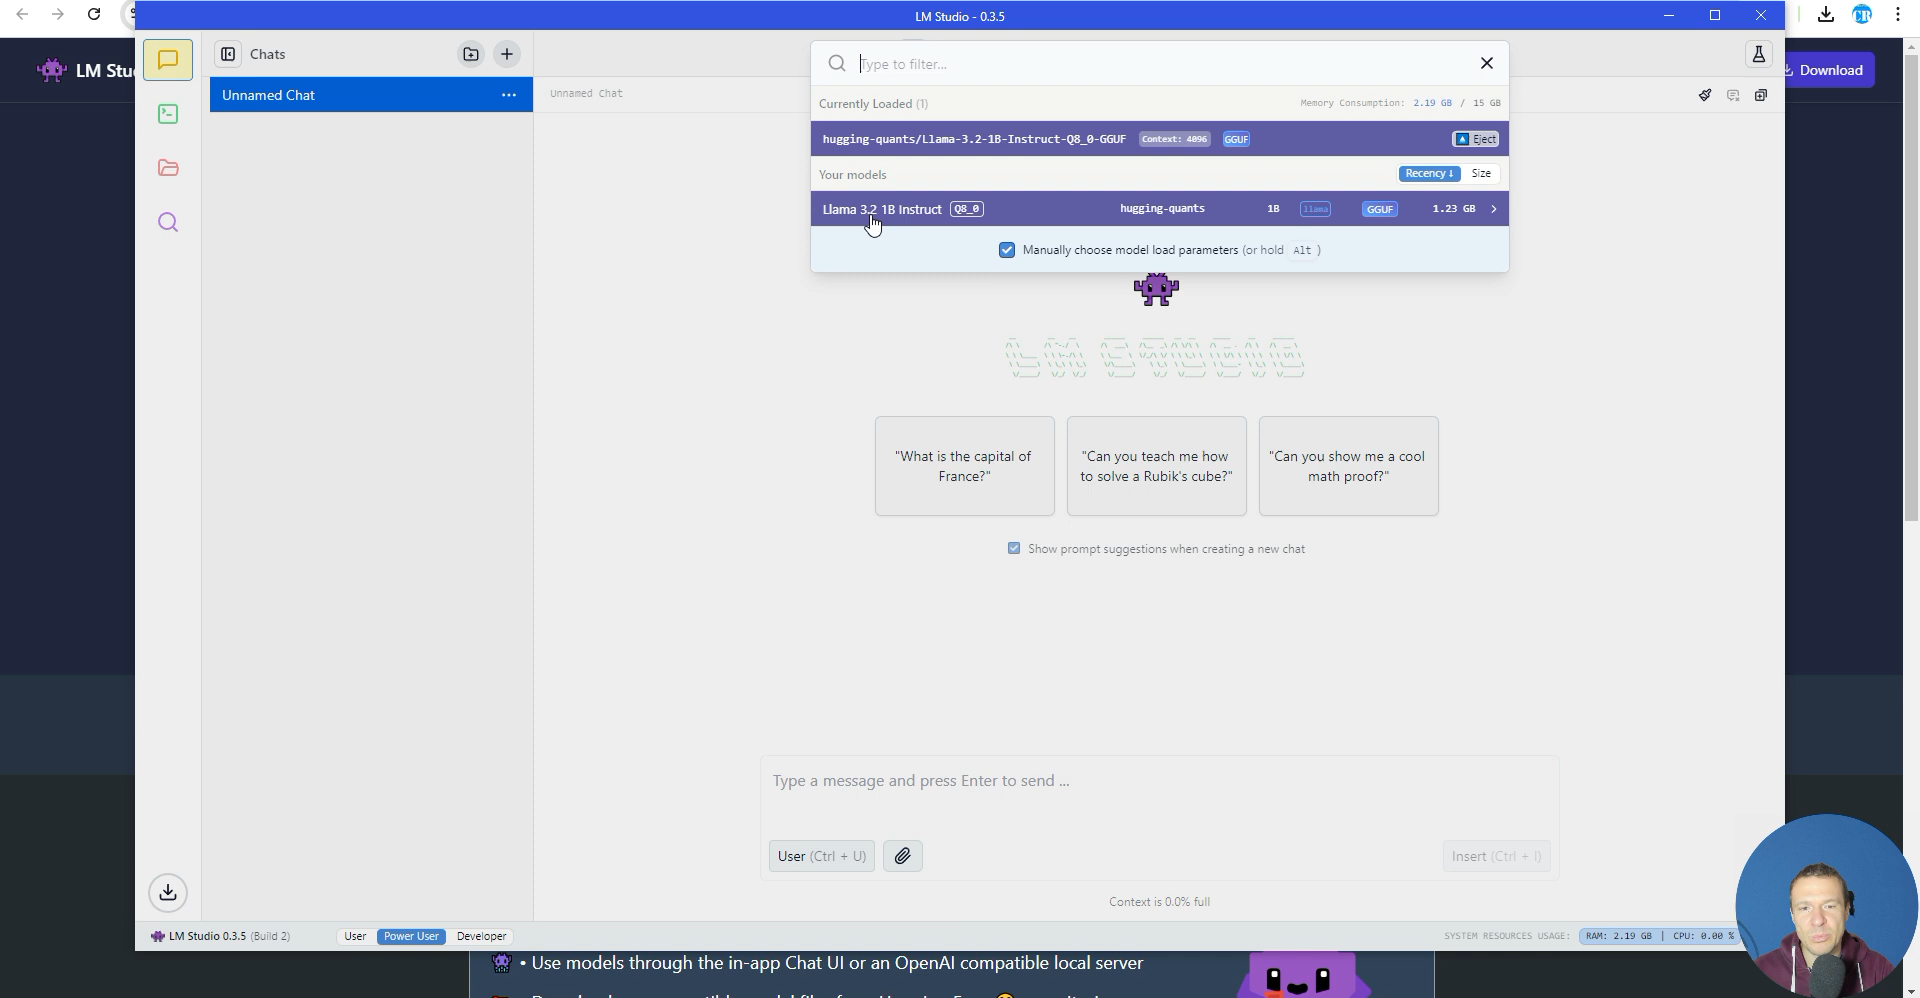 LM Studio - 0.3.5
CB
LM Stu
Chats
Download
Type to filter...
Unnamed Chat
Unnamed Chat
Currently Loaded (1)
Memory Consumption: 2.19 GB / 15 GB
hugging-quants/Llama-3.2-1B-Instruct-Q8_0-GGUF Context: 4096 GGUF Eject
Your models
Recency↓ Size
Llama 3.2 1B Instruct Q8_0 hugging-quants 1B llama GGUF 1.23 GB
Manually choose model load parameters (or hold Alt )
LM STUDIO
"What is the capital of
France?"
"Can you teach me how
to solve a Rubik's cube?"
"Can you show me a cool
math proof?"
Show prompt suggestions when creating a new chat
Type a message and press Enter to send ...
User (Ctrl + U)
Insert (Ctrl + I)
Context is 0.0% full
LM Studio 0.3.5 (Build 2)
User Power User Developer
SYSTEM RESOURCES USAGE: RAM: 2.19 GB | CPU: 0.00 %
• Use models through the in-app Chat UI or an OpenAI compatible local server